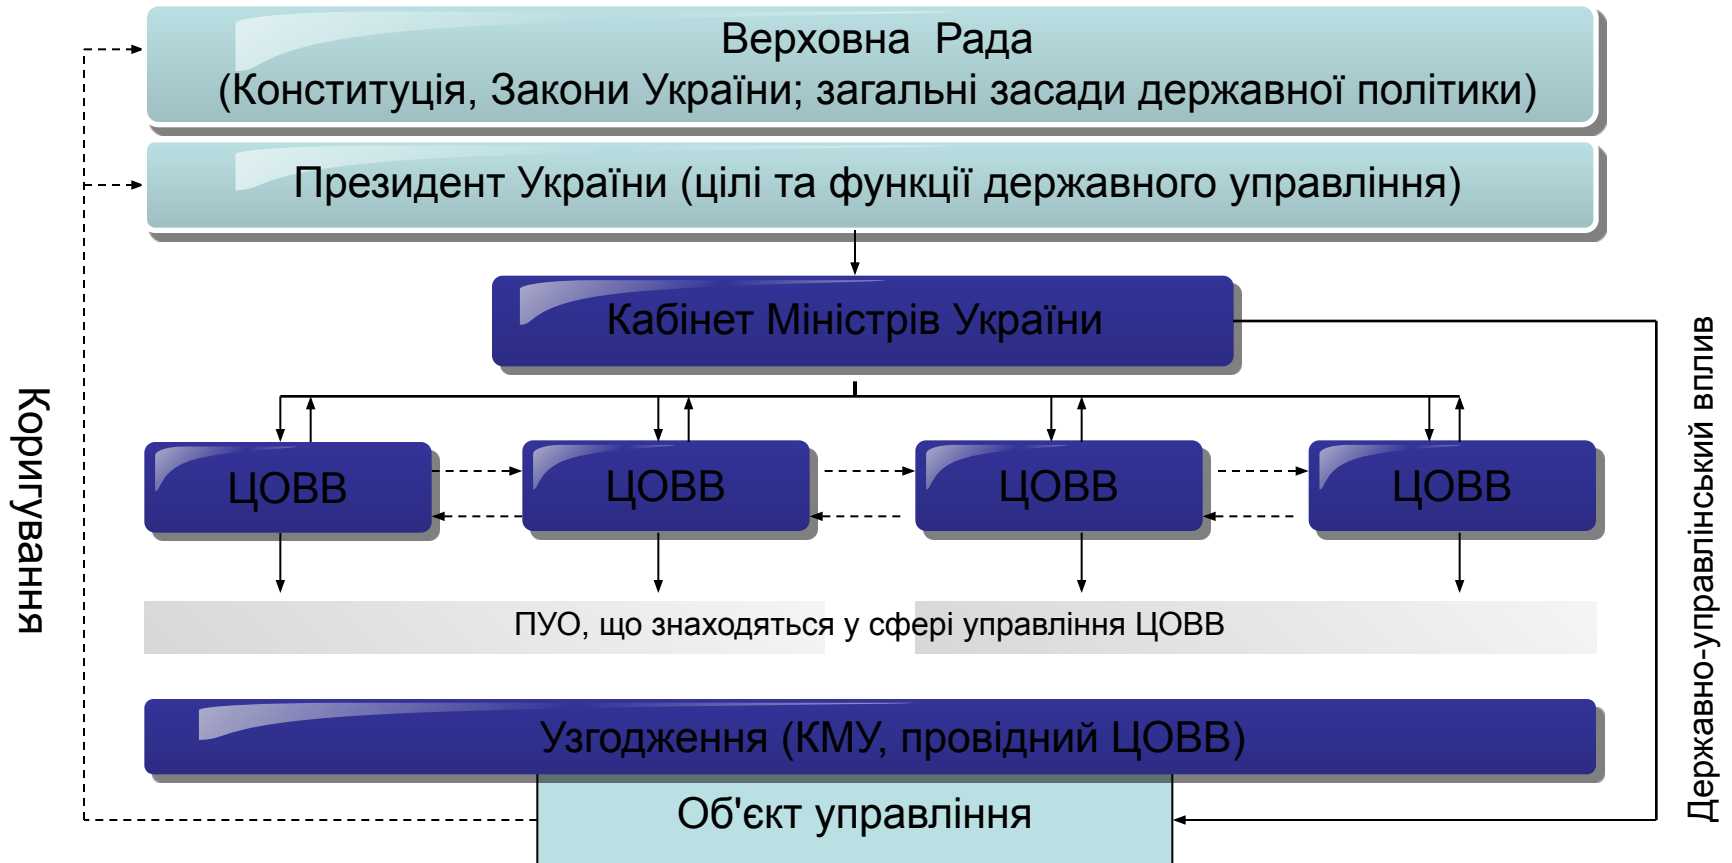 Верховна Рада
(Конституція, Закони України; загальні засади державної політики)
Президент України (цілі та функції державного управління)
Кабінет Міністрів України
ЦОВВ
ЦОВВ
ЦОВВ
ЦОВВ
ПУО, що знаходяться у сфері управління ЦОВВ
Узгодження (КМУ, провідний ЦОВВ)
Об'єкт управління
Коригування
Державно-управлінський вплив